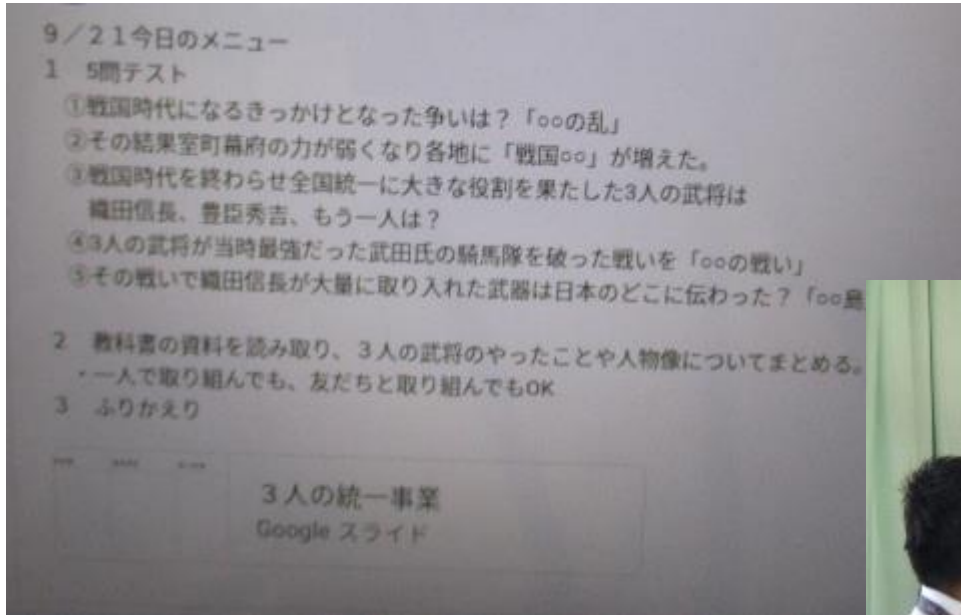 9／21今日のメニュー
1　5問テスト
①戦国時代になるきっかけとなった争いは？「○○の乱」
②その結果室町幕府の力が弱くなり各地に「戦国○○」が増えた。
③戦国時代を終わらせ全国統一に大きな役割を果たした3人の武将は
織田信長、豊臣秀吉、もう一人は？
④3人の武将が当時最強だった武田氏の騎馬隊を破った戦いを「○○の戦い」
⑤その戦いで織田信長が大量に取り入れた武器は日本のどこに伝わった？「○○島
2　教科書の資料を読み取り、３人の武将のやったことや人物像についてまとめる。
・一人で取り組んでも、友だちと取り組んでもOK
3　ふりかえり
３人の統一事業
Google スライド